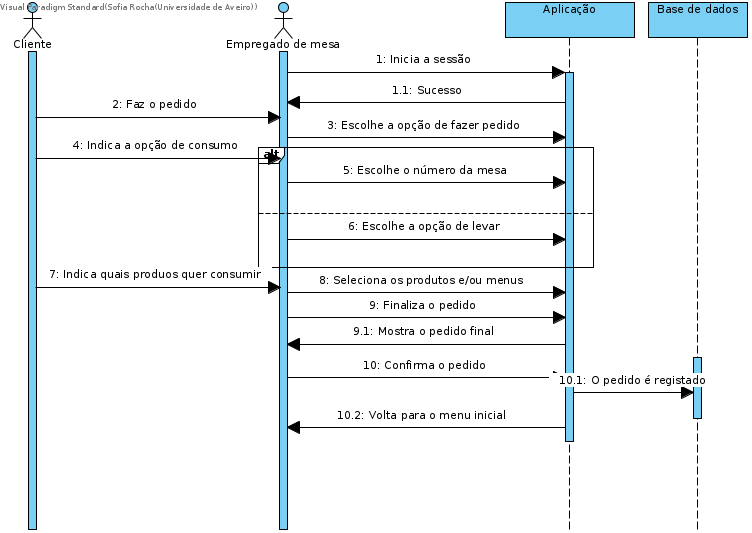 Visual Paradigm Standard(Sofia Rocha(Universidade de Aveiro))
Cliente
Empregado de mesa
Aplicação
Base de dados
1: Inicia a sessão
1.1: Sucesso
2: Faz o pedido
3: Escolhe a opção de fazer pedido
4: Indica a opção de consumo
alt
5: Escolhe o número da mesa
6: Escolhe a opção de levar
7: Indica quais produos quer consumir
8: Seleciona os produtos e/ou menus
9: Finaliza o pedido
9.1: Mostra o pedido final
10: Confirma o pedido
10.1: O pedido é registado
10.2: Volta para o menu inicial